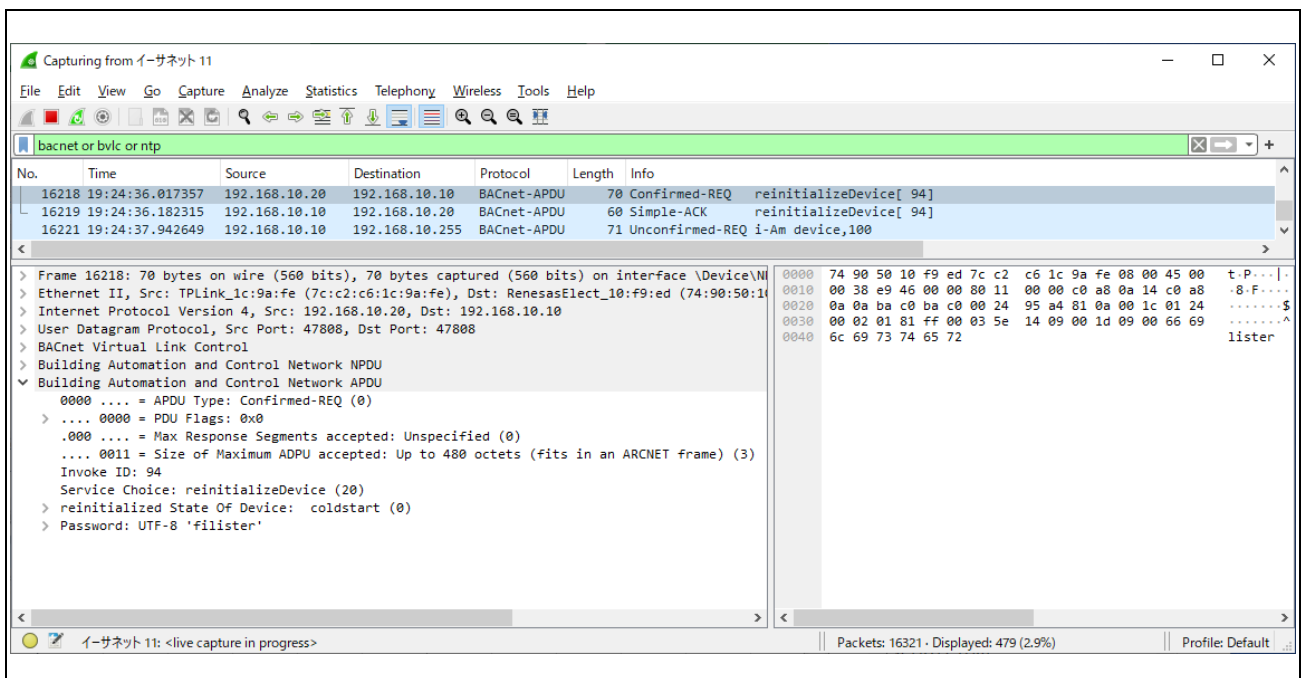 Capturing from イーサネット 11
File Edit View Go Capture Analyze Statistics Telephony Wireless Tools Help
bacnet or bvlc or ntp
No. Time Source Destination Protocol Length Info
16218 19:24:36.017357 192.168.10.20 192.168.10.10 BACnet-APDU 70 Confirmed-REQ reinitializeDevice[ 94]
16219 19:24:36.182315 192.168.10.10 192.168.10.20 BACnet-APDU 60 Simple-ACK reinitializeDevice[ 94]
16221 19:24:37.942649 192.168.10.10 192.168.10.255 BACnet-APDU 71 Unconfirmed-REQ i-Am device,100
> Frame 16218: 70 bytes on wire (560 bits), 70 bytes captured (560 bits) on interface \Device\N
> Ethernet II, Src: TPLink_1c:9a:fe (7c:c2:c6:1c:9a:fe), Dst: RenesasElect_10:f9:ed (74:90:50:1
> Internet Protocol Version 4, Src: 192.168.10.20, Dst: 192.168.10.10
> User Datagram Protocol, Src Port: 47808, Dst Port: 47808
> BACnet Virtual Link Control
> Building Automation and Control Network NPDU
Building Automation and Control Network APDU
0000 .... = APDU Type: Confirmed-REQ (0)
> .... 0000 = PDU Flags: 0x0
.000 .... = Max Response Segments accepted: Unspecified (0)
.... 0011 = Size of Maximum ADPU accepted: Up to 480 octets (fits in an ARCNET frame) (3)
Invoke ID: 94
Service Choice: reinitializeDevice (20)
> reinitialized State Of Device: coldstart (0)
> Password: UTF-8 'filister'
0000 74 90 50 10 f9 ed 7c c2 c6 1c 9a fe 08 00 45 00 t·P···|·
0010 00 38 e9 46 00 00 80 11 00 00 c0 a8 0a 14 c0 a8 ·8·F····
0020 0a 0a ba c0 ba c0 00 24 95 a4 81 0a 00 1c 01 24 ·······$
0030 00 02 01 81 ff 00 03 5e 14 09 00 1d 09 00 66 69 ·······^
0040 6c 69 73 74 65 72 lister
イーサネット 11: <live capture in progress>
Packets: 16321 · Displayed: 479 (2.9%)
Profile: Default